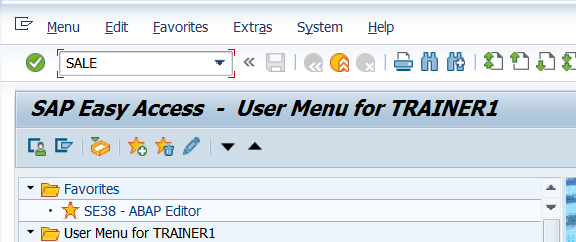 Menu Edit Favorites Extras System Help
SALE
SAP Easy Access - User Menu for TRAINER1
Favorites
SE38 - ABAP Editor
User Menu for TRAINER1